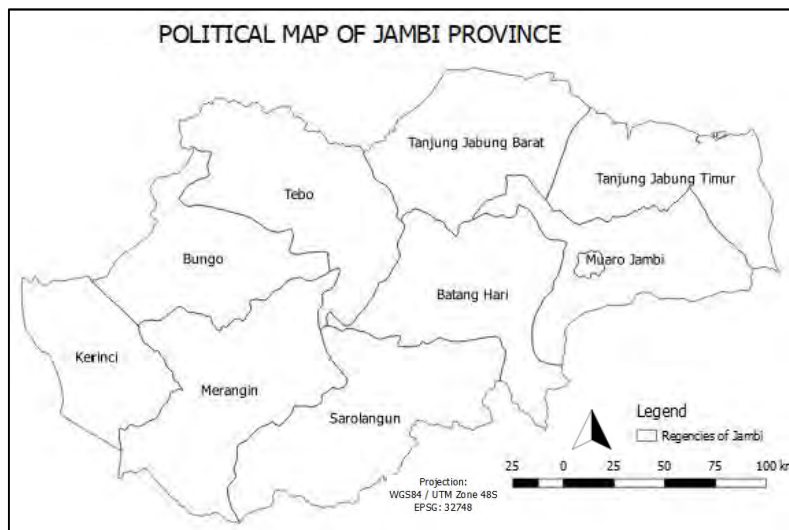 POLITICAL MAP OF JAMBI PROVINCE
Tanjung Jabung Barat
Tanjung Jabung Timur
Tebo
Bungo
Muaro Jambi
Batang Hari
Kerinci
Merangin
Sarolangun
Legend
Regencies of Jambi
25 0 25 50 75 100 km
Projection:
WGS84 / UTM Zone 48S
EPSG: 32748